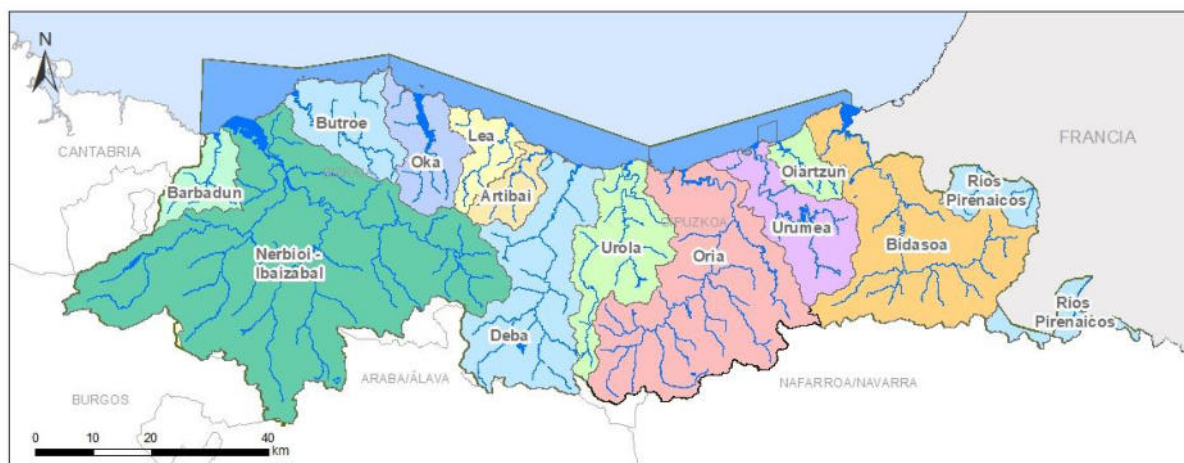 N
CANTABRIA
Butroe
Lea
Oka
FRANCIA
Barbadun
Artibai
Oiartzun
Ríos
Pirenaicos
Nerbioi -
Ibaizabal
Urola
Oria
Urumea
Bidasoa
Ríos
Pirenaicos
Deba
ARABA/ÁLAVA
NAFARROA/NAVARRA
BURGOS
0 10 20 40
km